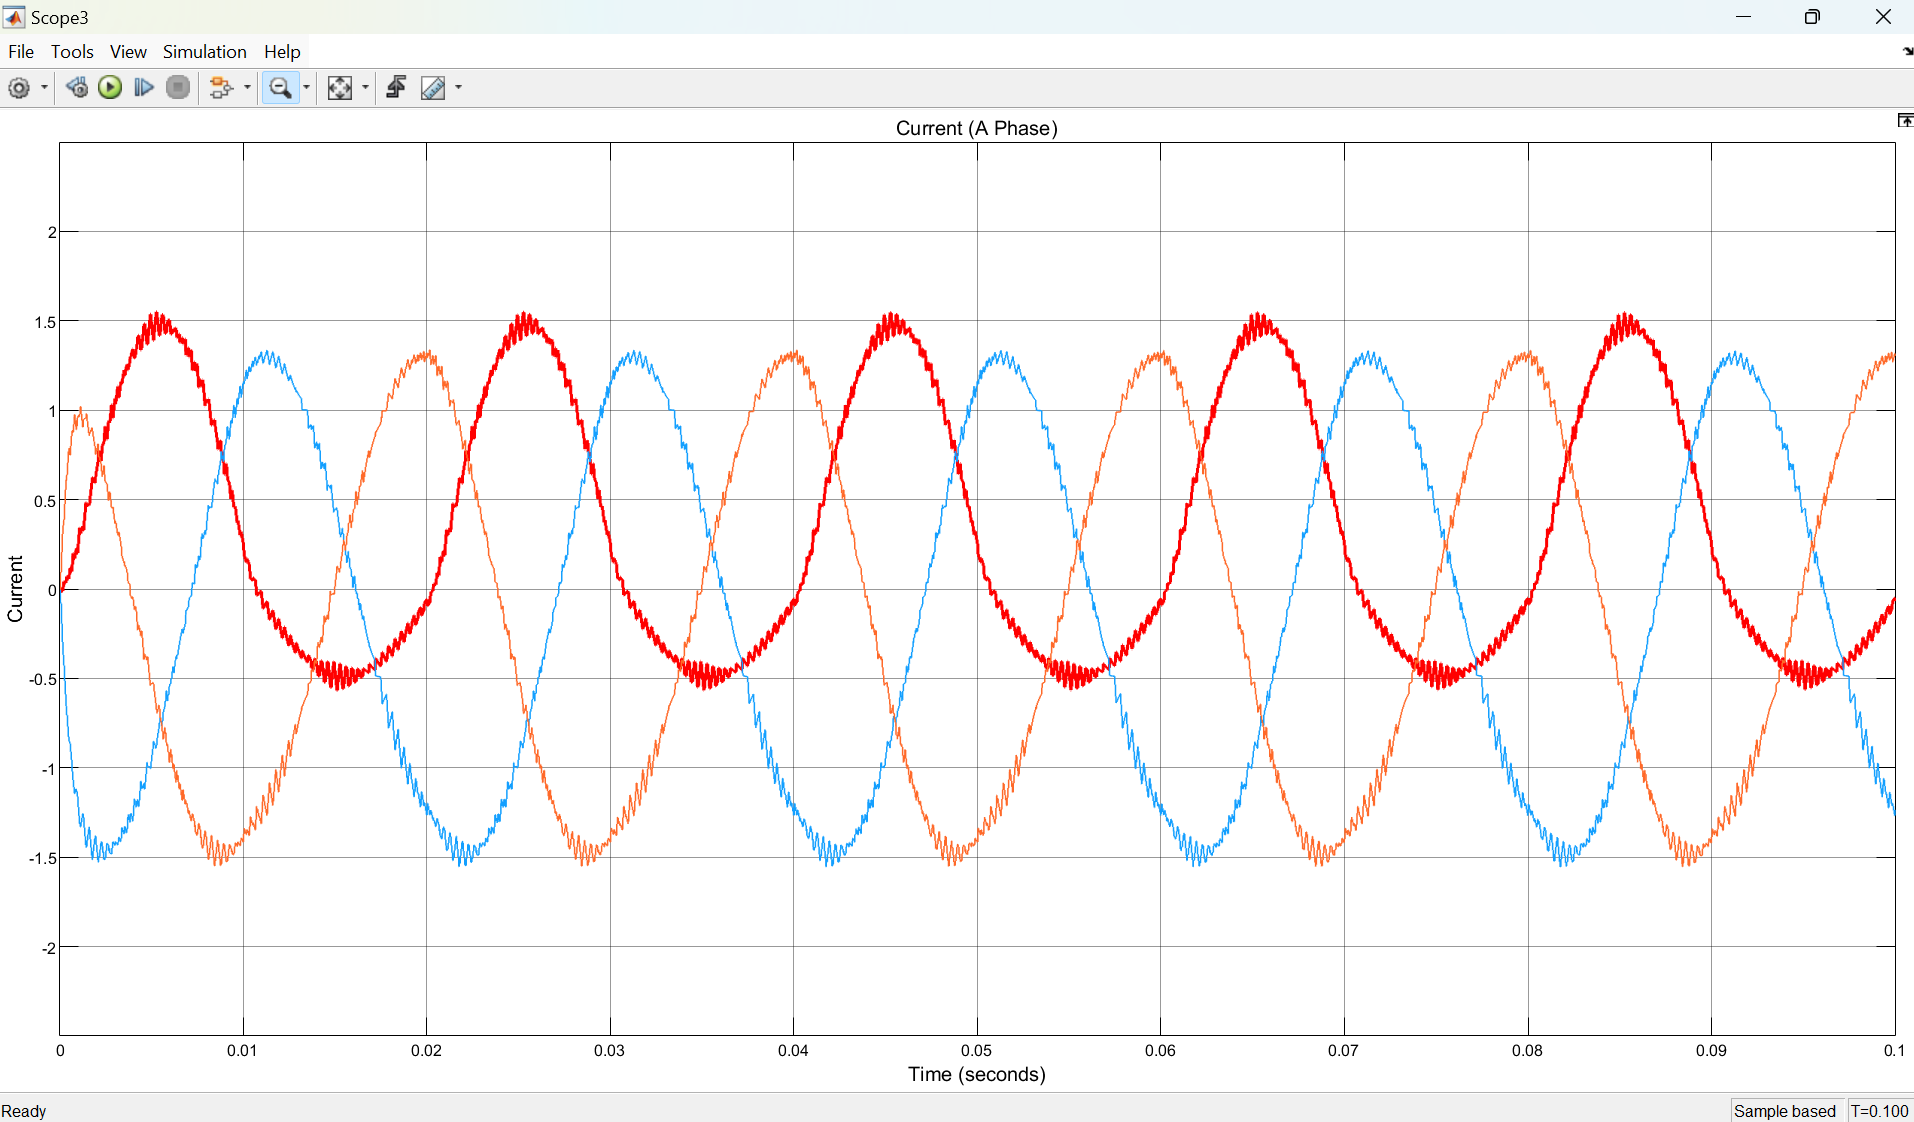 Scope3
File Tools View Simulation Help
Current (A Phase)
2
1.5
1
0.5
0
-0.5
-1
-1.5
-2
Current
0 0.01 0.02 0.03 0.04 0.05 0.06 0.07 0.08 0.09 0.1
Time (seconds)
Ready Sample based T=0.100